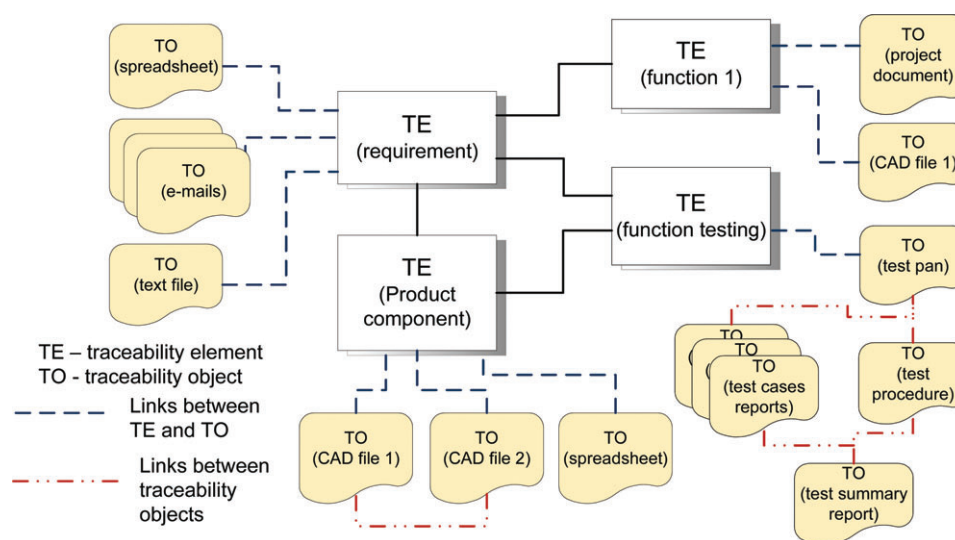 TO
(spreadsheet)
TO
(e-mails)
TO
(text file)
TE
(requirement)
TE
(function 1)
TO
(project
document)
TO
(CAD file 1)
TE
(function testing)
TO
(test pan)
TE
(Product
component)
TE – traceability element
TO - traceability object
Links between
TE and TO
Links between
traceability
objects
TO
(CAD file 1)
TO
(CAD file 2)
TO
(spreadsheet)
TO
TO
TO
(test cases
reports)
TO
(test
procedure)
TO
(test summary
report)